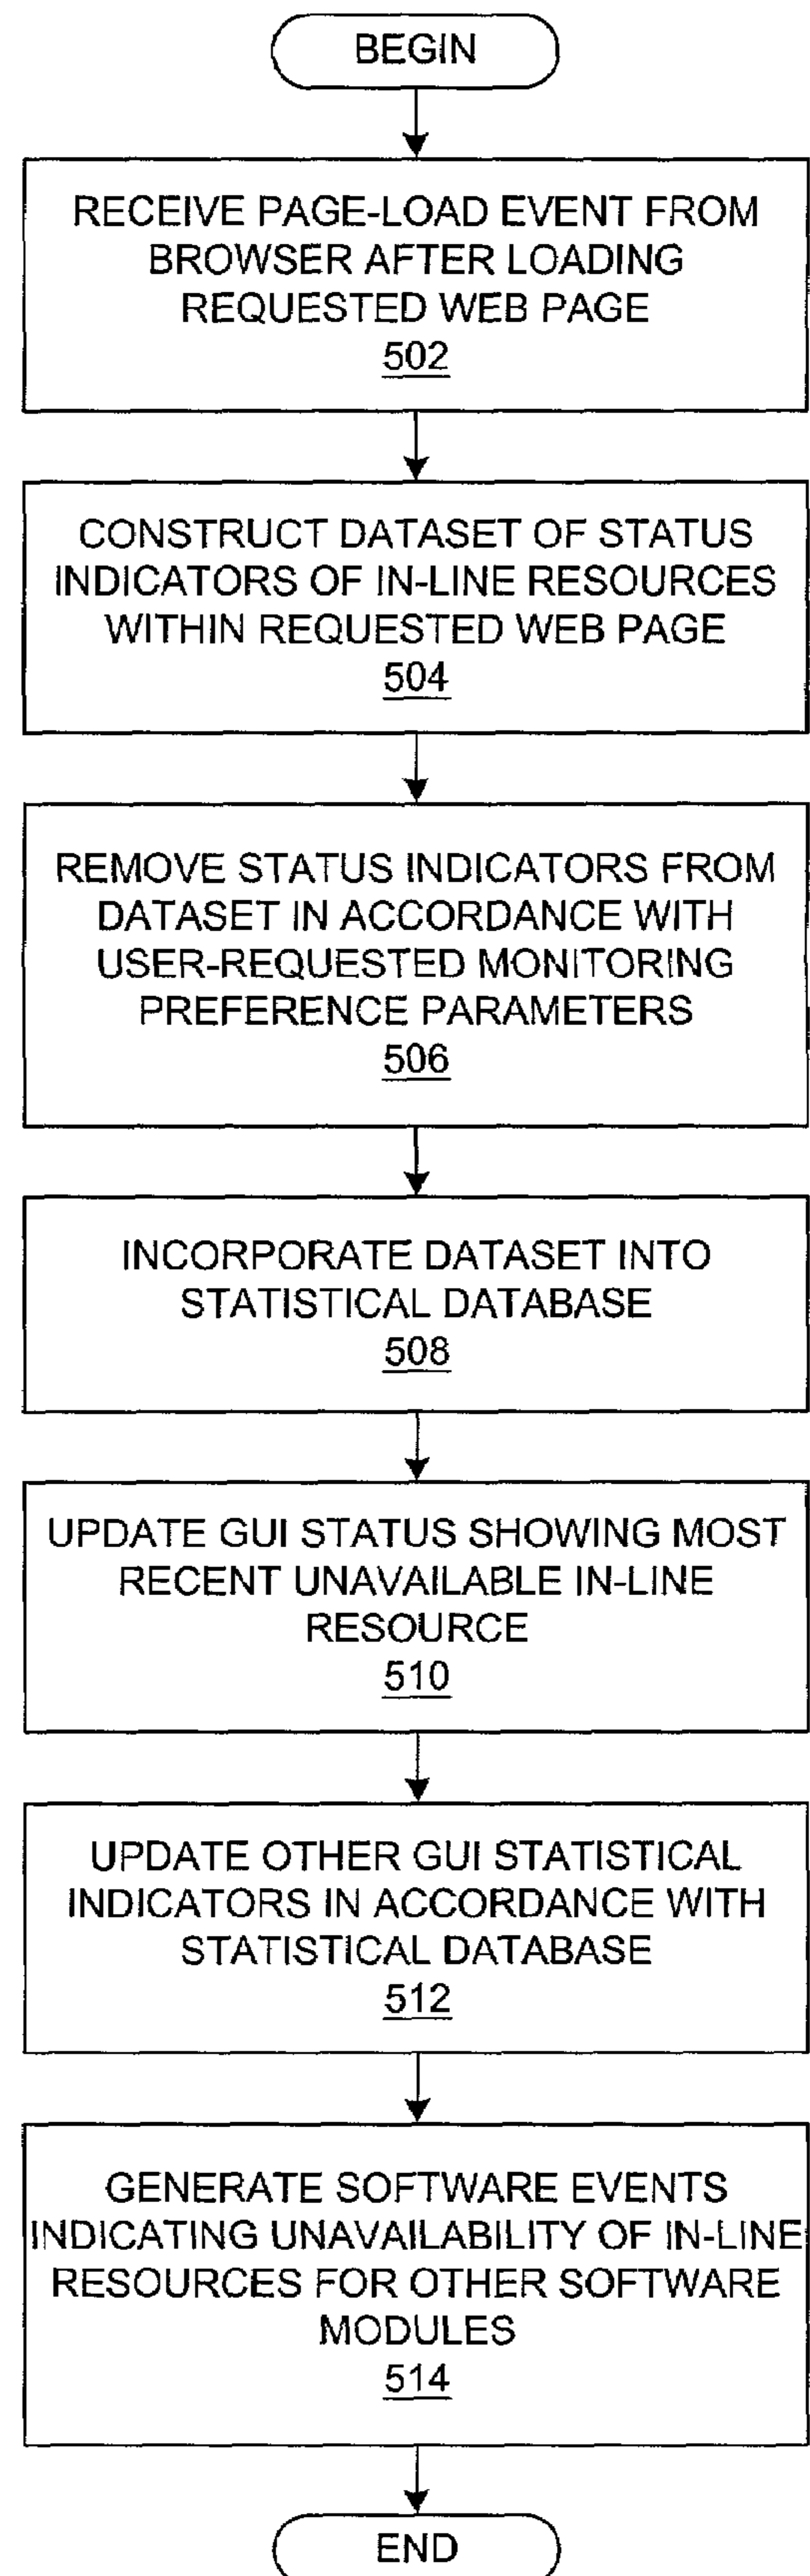 BEGIN
RECEIVE PAGE-LOAD EVENT FROM
BROWSER AFTER LOADING
REQUESTED WEB PAGE
502
CONSTRUCT DATASET OF STATUS
INDICATORS OF IN-LINE RESOURCES
WITHIN REQUESTED WEB PAGE
504
REMOVE STATUS INDICATORS FROM
DATASET IN ACCORDANCE WITH
USER-REQUESTED MONITORING
PREFERENCE PARAMETERS
506
INCORPORATE DATASET INTO
STATISTICAL DATABASE
508
UPDATE GUI STATUS SHOWING MOST
RECENT UNAVAILABLE IN-LINE
RESOURCE
510
UPDATE OTHER GUI STATISTICAL
INDICATORS IN ACCORDANCE WITH
STATISTICAL DATABASE
512
GENERATE SOFTWARE EVENTS
INDICATING UNAVAILABILITY OF IN-LINE
RESOURCES FOR OTHER SOFTWARE
MODULES
514
END